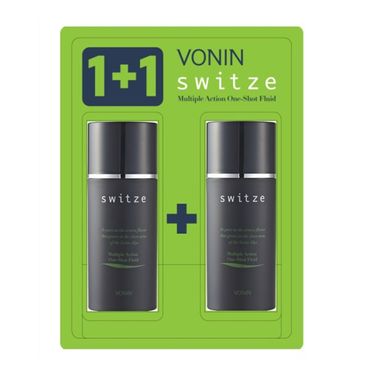 1+1
VONIN
switze
Multiple Action One-Shot Fluid
switze
Multiple Action
One-Shot Fluid
VONIN
+
switze
Multiple Action
One-Shot Fluid
VONIN